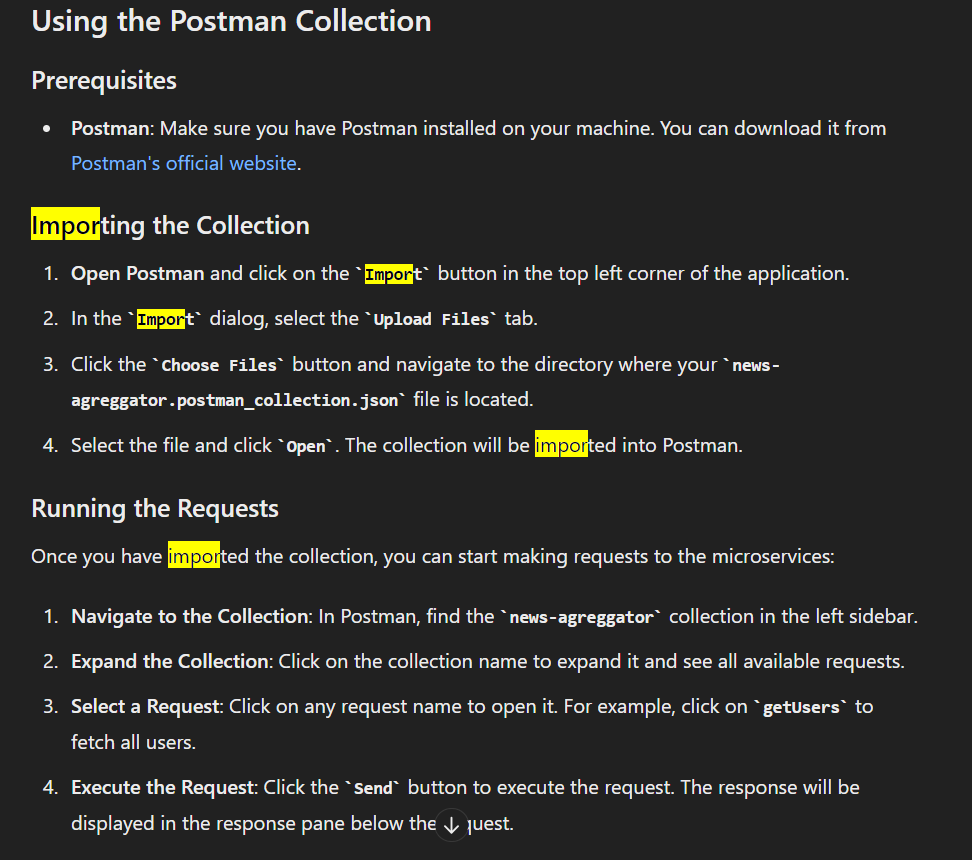 Using the Postman Collection
Prerequisites
• Postman: Make sure you have Postman installed on your machine. You can download it from
Postman's official website.
Importing the Collection
1. Open Postman and click on the `Import` button in the top left corner of the application.
2. In the `Import` dialog, select the `Upload Files` tab.
3. Click the `Choose Files` button and navigate to the directory where your `news-
agreggator.postman_collection.json` file is located.
4. Select the file and click `Open`. The collection will be imported into Postman.
Running the Requests
Once you have imported the collection, you can start making requests to the microservices:
1. Navigate to the Collection: In Postman, find the `news-agreggator` collection in the left sidebar.
2. Expand the Collection: Click on the collection name to expand it and see all available requests.
3. Select a Request: Click on any request name to open it. For example, click on `getUsers` to
fetch all users.
4. Execute the Request: Click the `Send` button to execute the request. The response will be
displayed in the response pane below the quest.